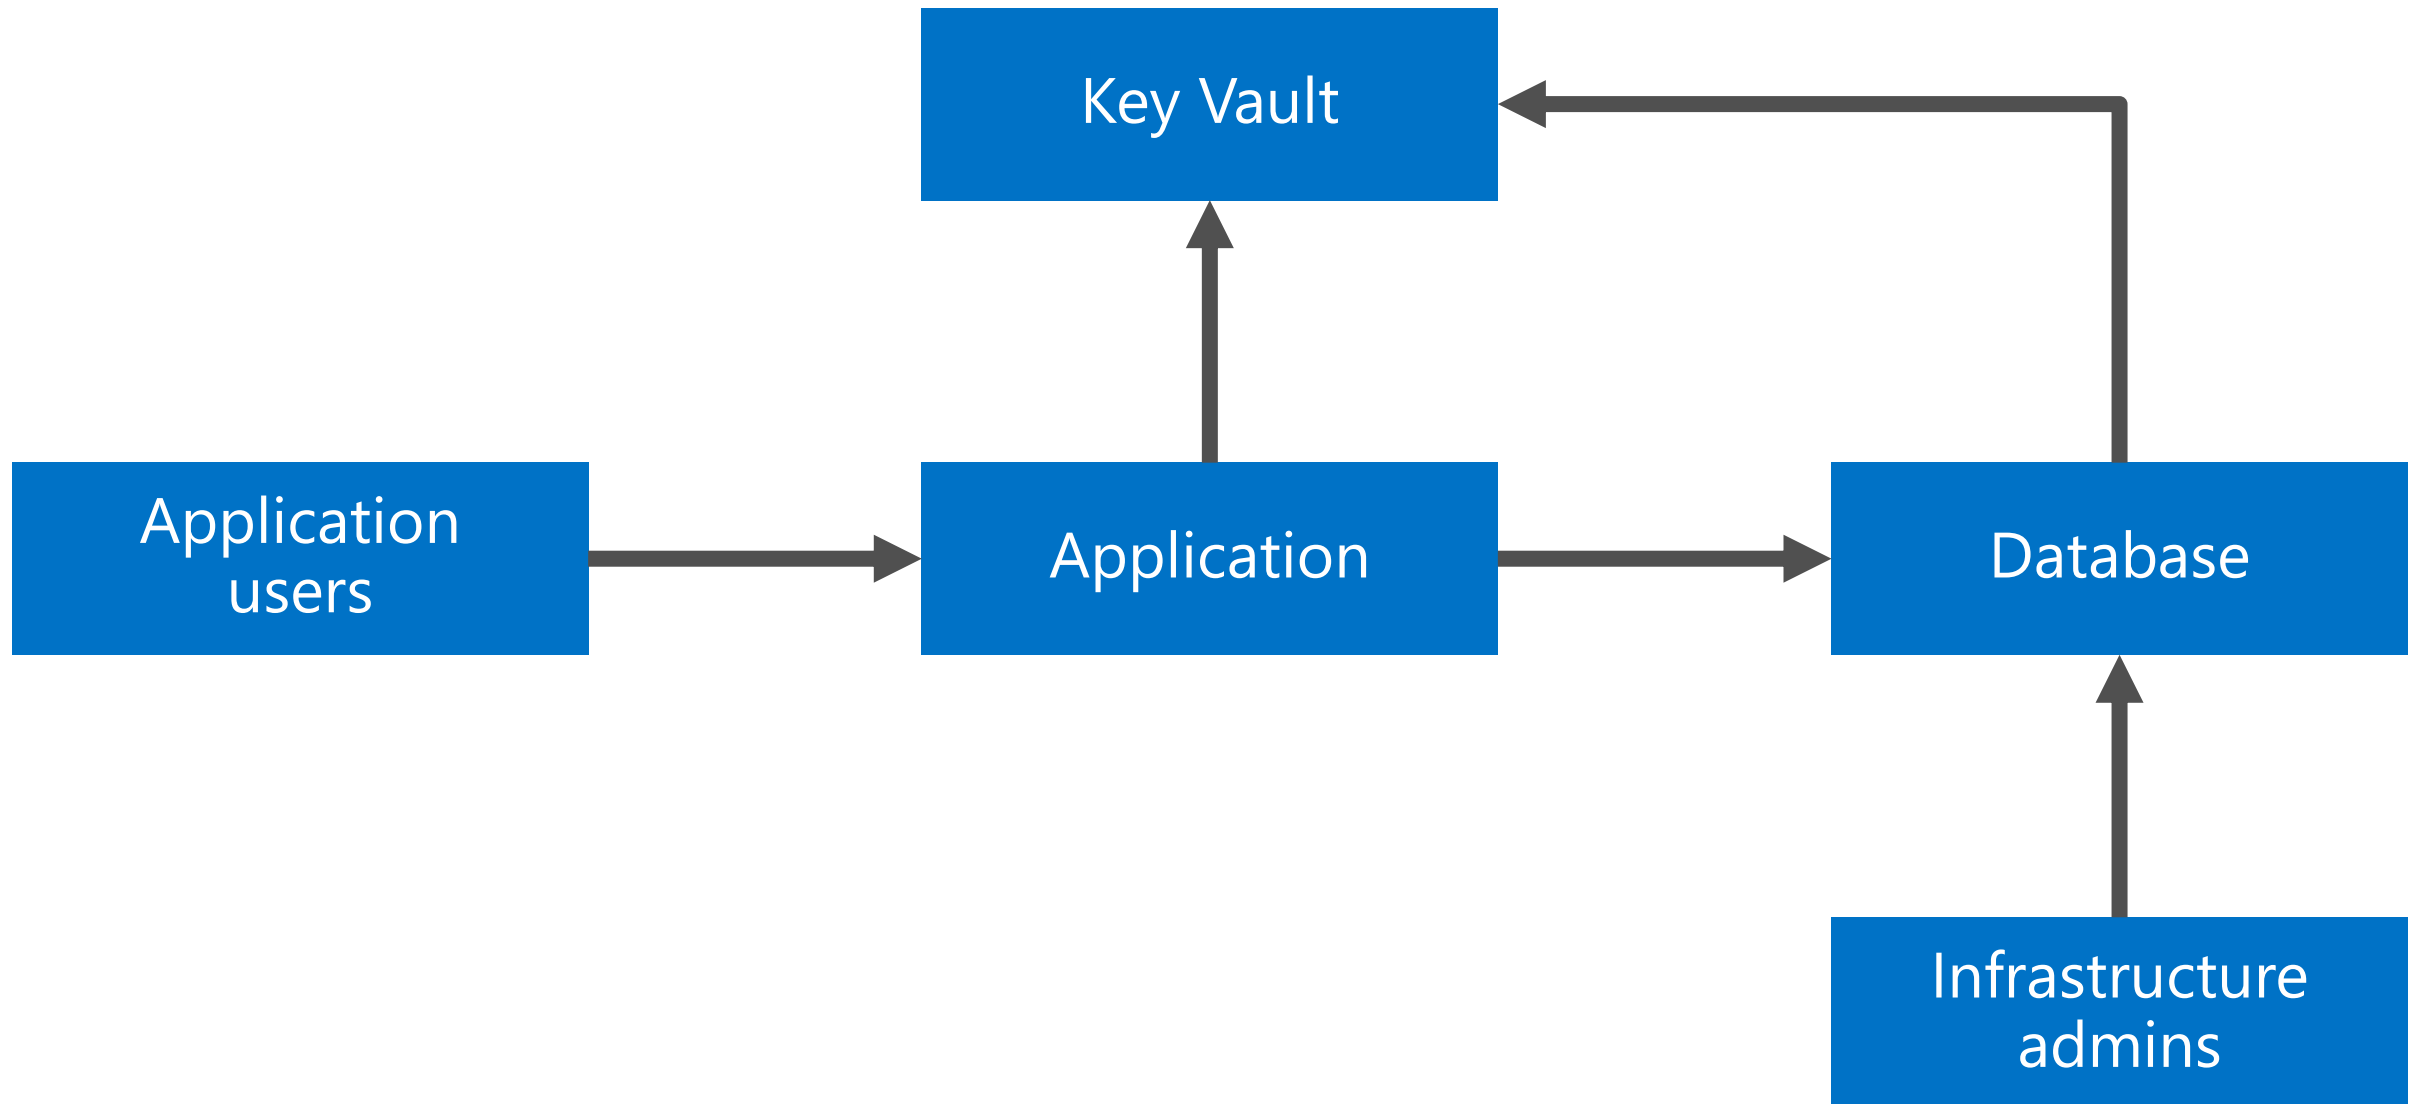 Key Vault
Application
users
Application
Database
Infrastructure
admins